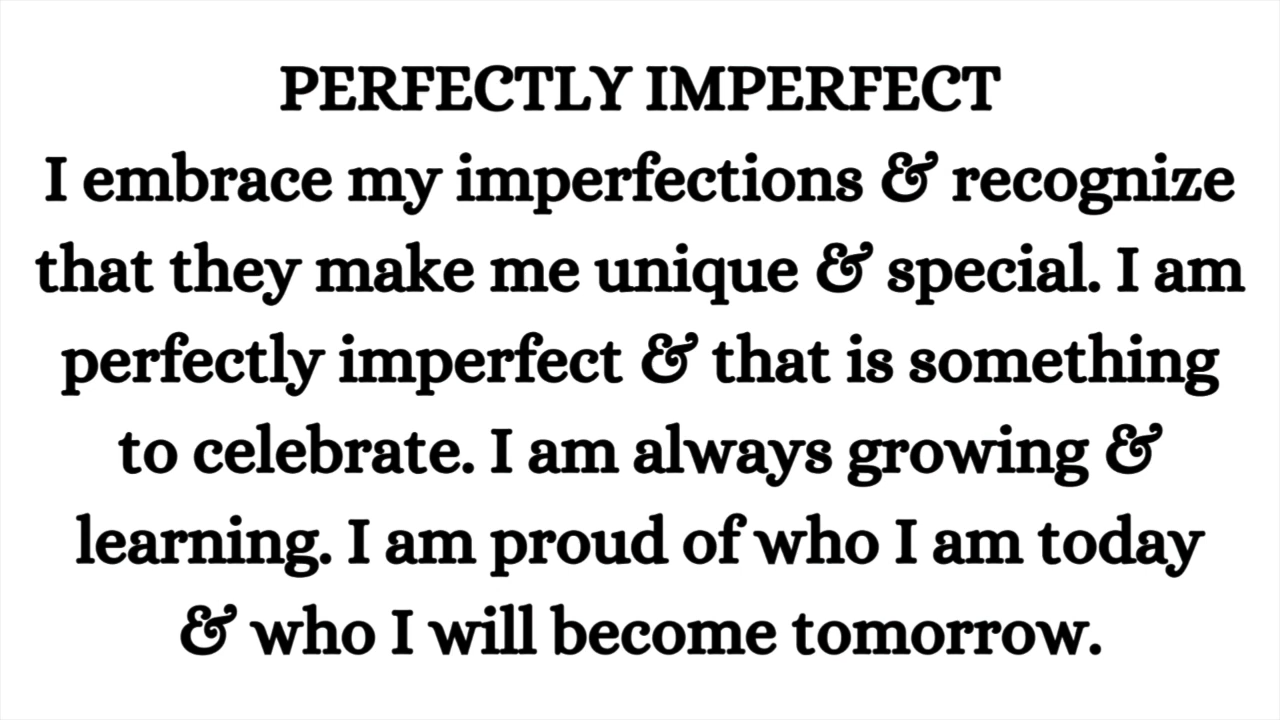 PERFECTLY IMPERFECT
I embrace my imperfections & recognize
that they make me unique & special. I am
perfectly imperfect & that is something
to celebrate. I am always growing &
learning. I am proud of who I am today
& who I will become tomorrow.